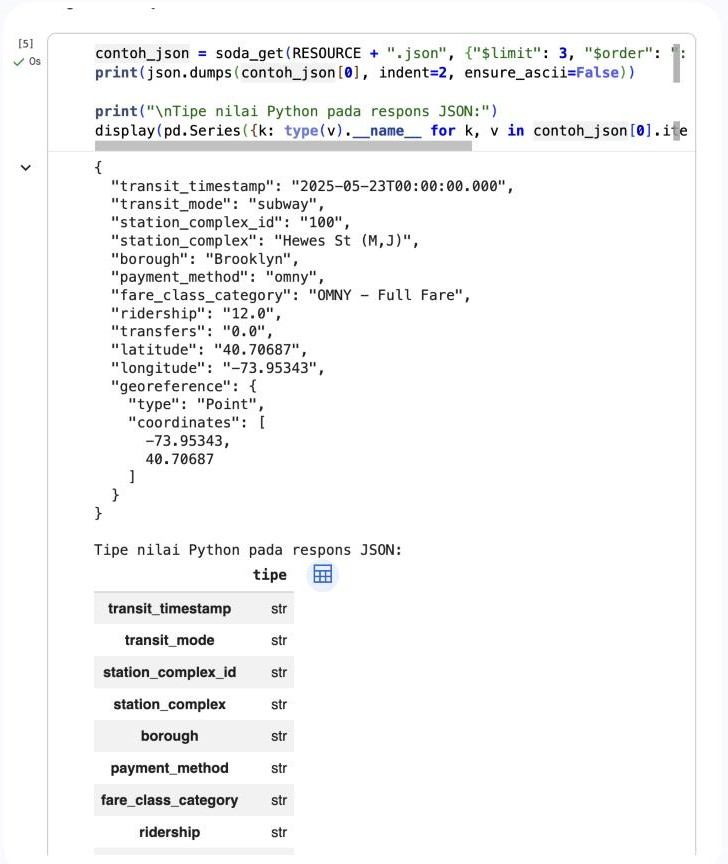 [5]
0s
contoh_json = soda_get(RESOURCE + ".json", {"$limit": 3, "$order": ":
print(json.dumps(contoh_json[0], indent=2, ensure_ascii=False))
print("\nTipe nilai Python pada respons JSON:")
display(pd.Series({k: type(v).__name__ for k, v in contoh_json[0].ite
{
"transit_timestamp": "2025-05-23T00:00:00.000",
"transit_mode": "subway",
"station_complex_id": "100",
"station_complex": "Hewes St (M,J)",
"borough": "Brooklyn",
"payment_method": "omny",
"fare_class_category": "OMNY - Full Fare",
"ridership": "12.0",
"transfers": "0.0",
"latitude": "40.70687",
"longitude": "-73.95343",
"georeference": {
"type": "Point",
"coordinates": [
-73.95343,
40.70687
]
}
}
Tipe nilai Python pada respons JSON:
tipe
transit_timestamp str
transit_mode str
station_complex_id str
station_complex str
borough str
payment_method str
fare_class_category str
ridership str